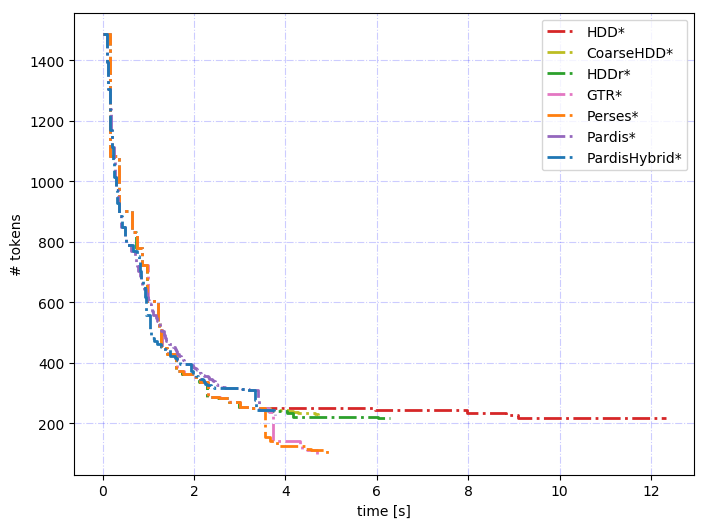 HDD*
CoarseHDD*
HDDr*
GTR*
Perses*
Pardis*
PardisHybrid*
# tokens
1400
1200
1000
800
600
400
200
0 2 4 6 8 10 12
time [s]